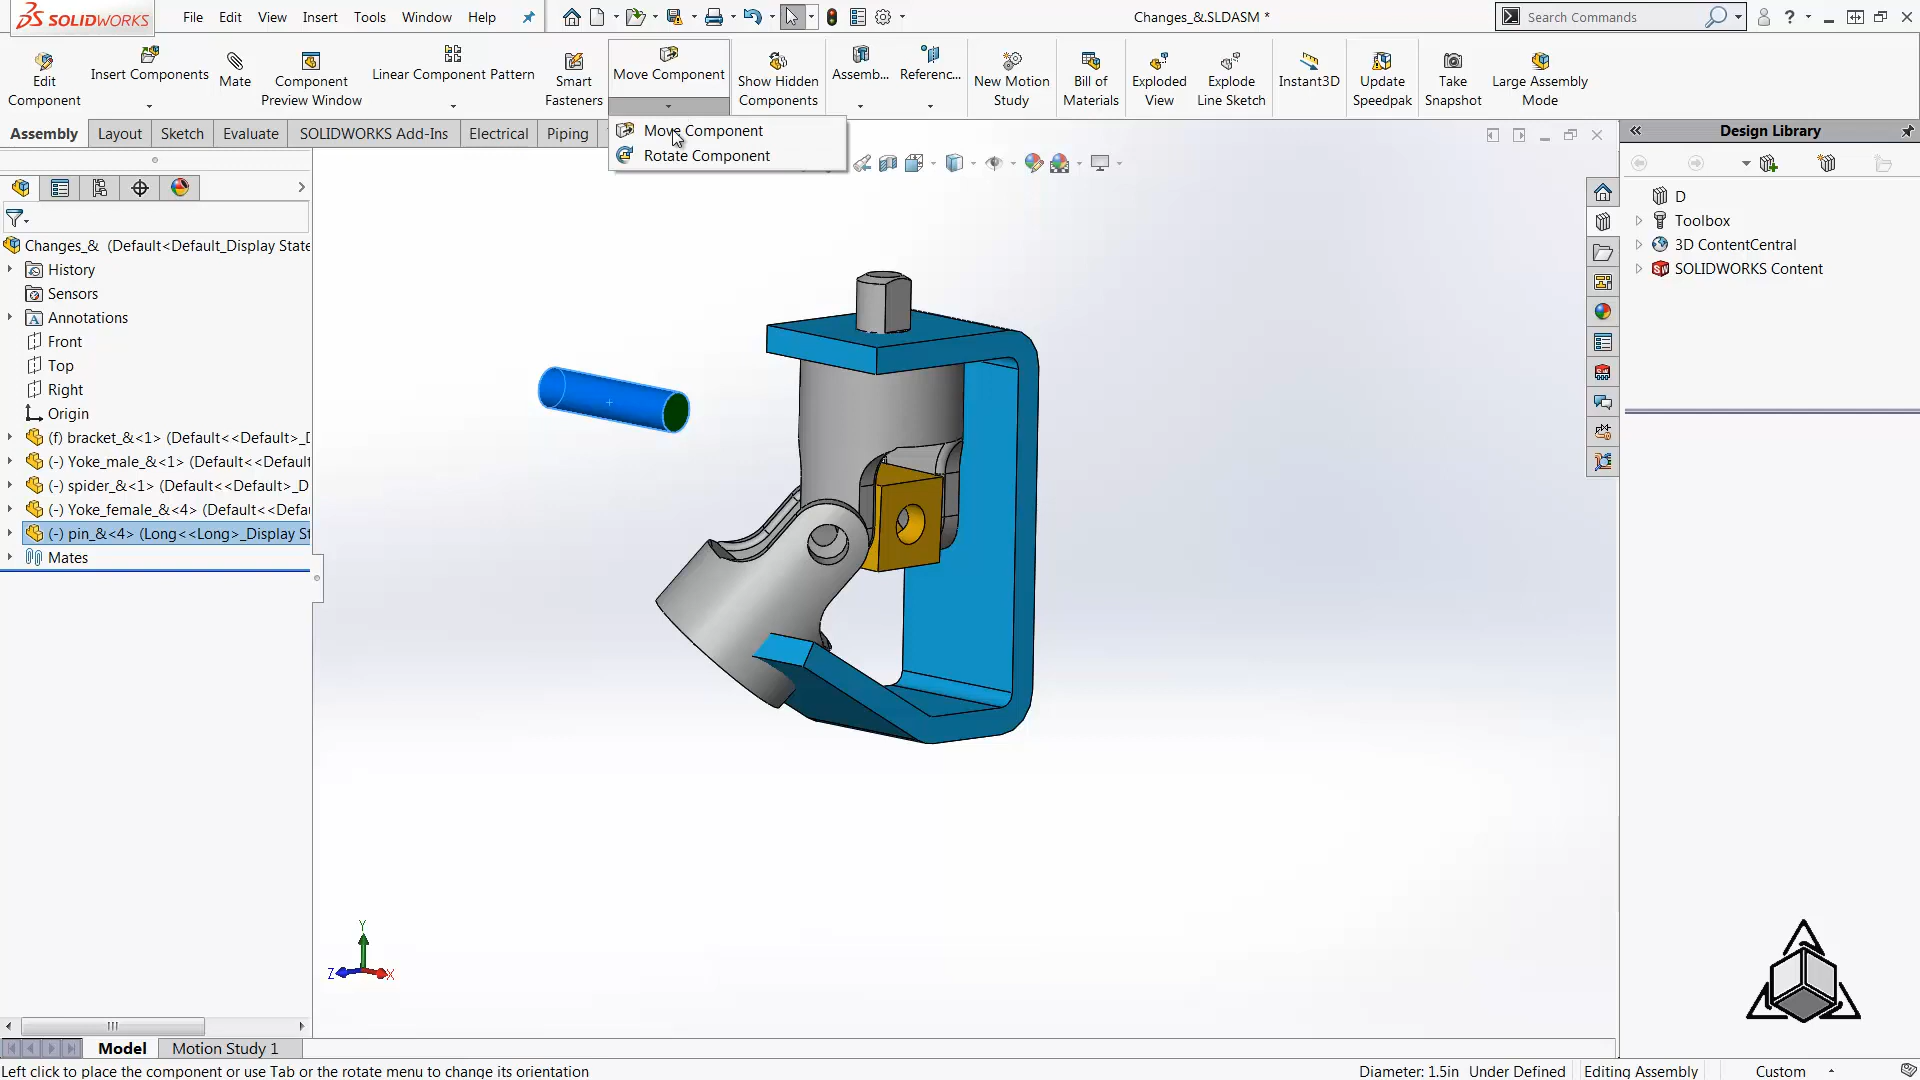 SOLIDWORKS
File Edit View Insert Tools Window Help
Changes_&.SLDASM *
Search Commands
Edit Component
Insert Components
Mate
Component Preview Window
Linear Component Pattern
Smart Fasteners
Move Component
Show Hidden Components
Assemb...
Referenc...
New Motion Study
Bill of Materials
Exploded View
Explode Line Sketch
Instant3D
Update Speedpak
Take Snapshot
Large Assembly Mode
Move Component
Rotate Component
Assembly Layout Sketch Evaluate SOLIDWORKS Add-Ins Electrical Piping
Changes_& (Default<Default_Display State
History
Sensors
Annotations
Front
Top
Right
Origin
(f) bracket_&<1> (Default<<Default>_D
(-) Yoke_male_&<1> (Default<<Default
(-) spider_&<1> (Default<<Default>_D
(-) Yoke_female_&<4> (Default<<Defau
(-) pin_&<4> (Long<<Long>_Display St
Mates
Y
Z
X
Design Library
D
Toolbox
3D ContentCentral
SOLIDWORKS Content
Model Motion Study 1
Left click to place the component or use Tab or the rotate menu to change its orientation
Diameter: 1.5in Under Defined Editing Assembly Custom